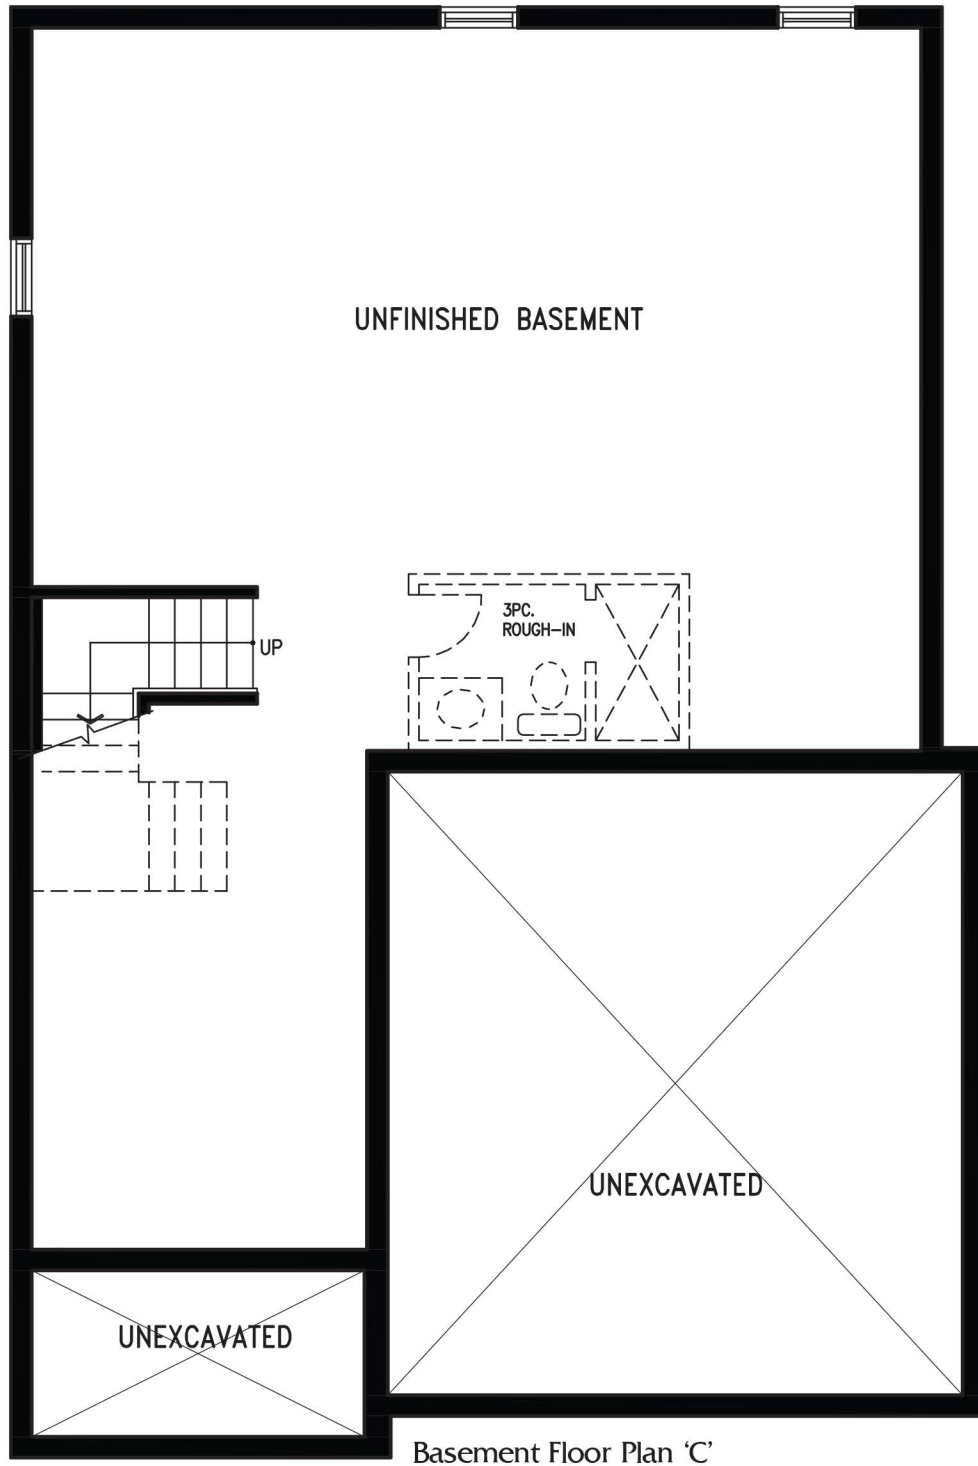 UNFINISHED BASEMENT
3PC.
ROUGH-IN
UP
UNEXCAVATED
UNEXCAVATED
Basement Floor Plan ‘C’